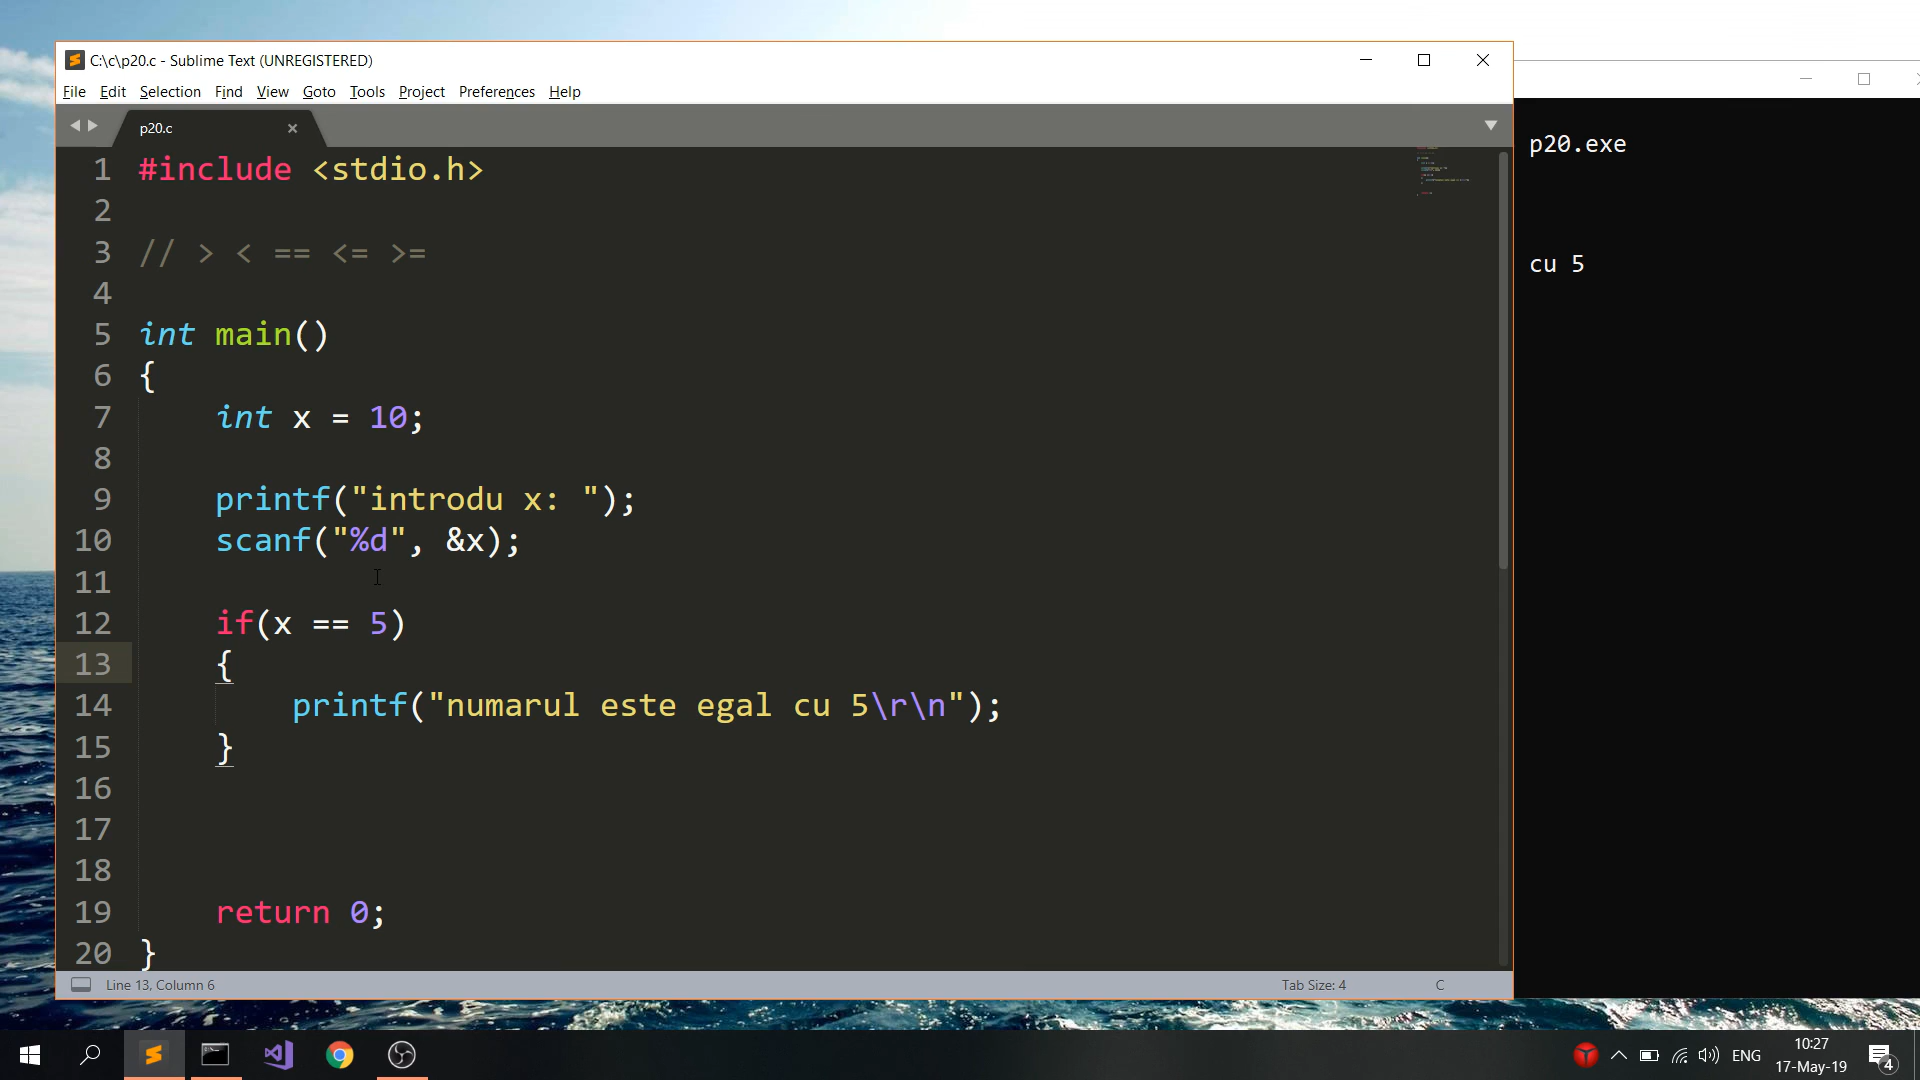 C:\c\p20.c - Sublime Text (UNREGISTERED)
File Edit Selection Find View Goto Tools Project Preferences Help
p20.c
1 #include <stdio.h>
2
3 // > < == <= >=
4
5 int main()
6 {
7 int x = 10;
8
9 printf("introdu x: ");
10 scanf("%d", &x);
11
12 if(x == 5)
13 {
14 printf("numarul este egal cu 5\r\n");
15 }
16
17
18
19 return 0;
20 }
Line 13, Column 6
Tab Size: 4
C
p20.exe
cu 5
ENG
10:27
17-May-19
4